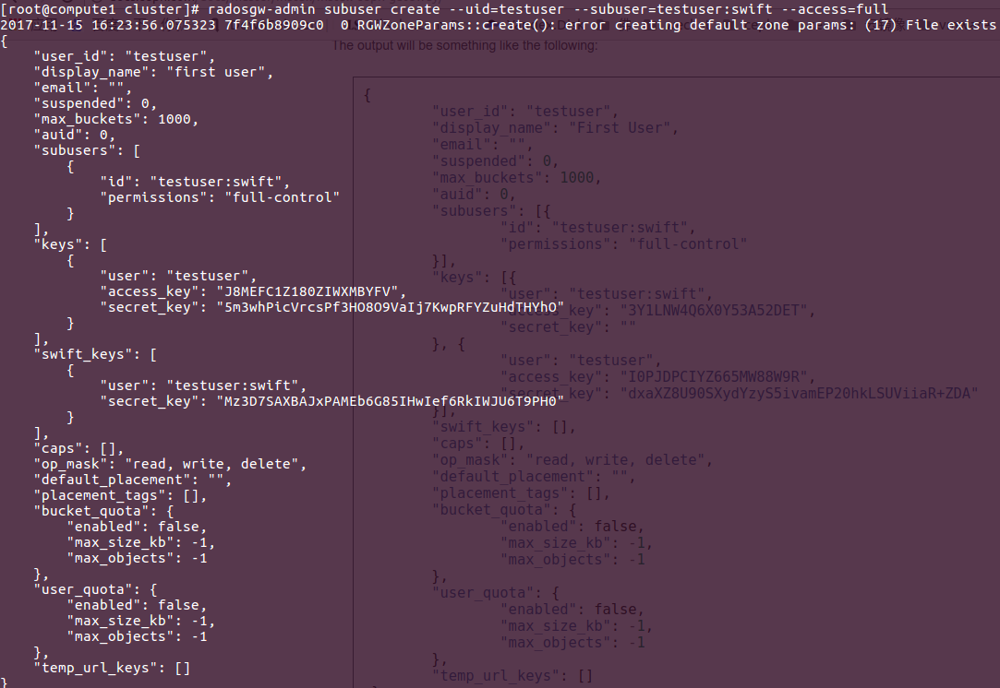 [root@compute1 cluster]# radosgw-admin subuser create --uid=testuser --subuser=testuser:swift --access=full
2017-11-15 16:23:56.075323 7f4f6b8909c0  0 RGWZoneParams::create(): error creating default zone params: (17) File exists
{
    "user_id": "testuser",
    "display_name": "first user",
    "email": "",
    "suspended": 0,
    "max_buckets": 1000,
    "auid": 0,
    "subusers": [
        {
            "id": "testuser:swift",
            "permissions": "full-control"
        }
    ],
    "keys": [
        {
            "user": "testuser",
            "access_key": "J8MEFC1Z180ZIWXMBYFV",
            "secret_key": "5m3whPicVrcsPf3HO8O9VaIj7KwpRFYZuHdTHYhO"
        }
    ],
    "swift_keys": [
        {
            "user": "testuser:swift",
            "secret_key": "Mz3D7SAXBAJxPAMEb6G85IHwIef6RkIWJU6T9PH0"
        }
    ],
    "caps": [],
    "op_mask": "read, write, delete",
    "default_placement": "",
    "placement_tags": [],
    "bucket_quota": {
        "enabled": false,
        "max_size_kb": -1,
        "max_objects": -1
    },
    "user_quota": {
        "enabled": false,
        "max_size_kb": -1,
        "max_objects": -1
    },
    "temp_url_keys": []
}
The output will be something like the following:
{
        "user_id": "testuser",
        "display_name": "First User",
        "email": "",
        "suspended": 0,
        "max_buckets": 1000,
        "auid": 0,
        "subusers": [{
                "id": "testuser:swift",
                "permissions": "full-control"
        }],
        "keys": [{
                "user": "testuser:swift",
                "access_key": "3Y1LNW4Q6X0Y53A52DET",
                "secret_key": ""
        }, {
                "user": "testuser",
                "access_key": "I0PJDPCIYZ665MW88W9R",
                "secret_key": "dxaXZ8U90SXydYzyS5ivamEP20hkLSUViiaR+ZDA"
        }],
        "swift_keys": [],
        "caps": [],
        "op_mask": "read, write, delete",
        "default_placement": "",
        "placement_tags": [],
        "bucket_quota": {
                "enabled": false,
                "max_size_kb": -1,
                "max_objects": -1
        },
        "user_quota": {
                "enabled": false,
                "max_size_kb": -1,
                "max_objects": -1
        },
        "temp_url_keys": []